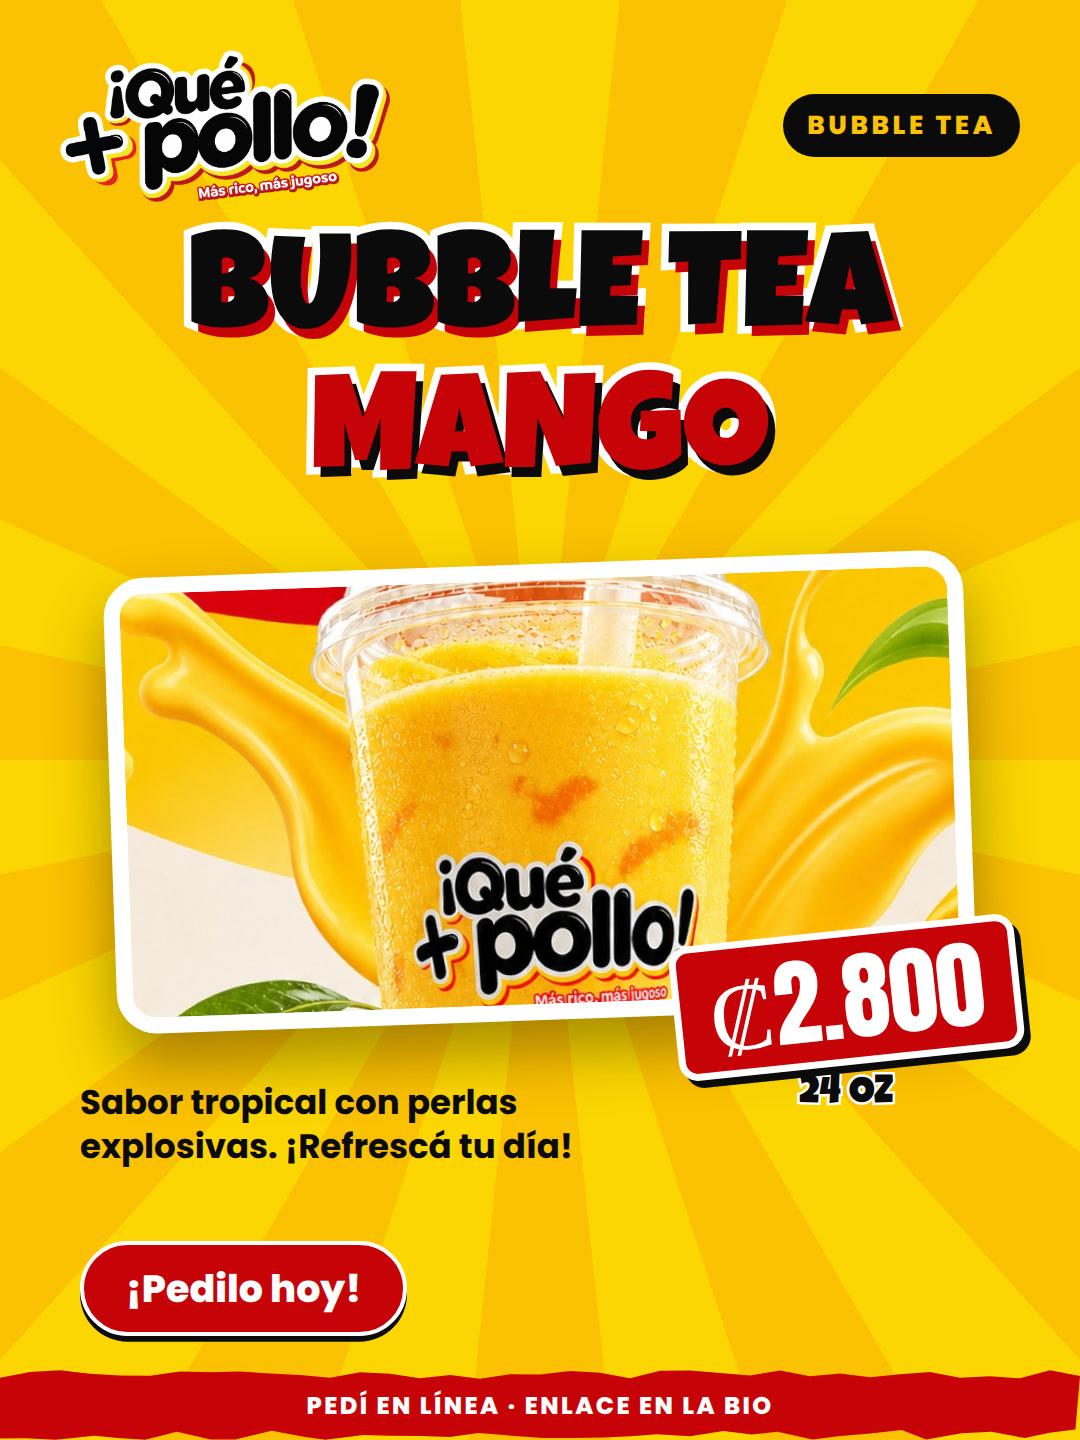 ¡Qué
+ pollo!
Más rico, más jugoso
BUBBLE TEA
BUBBLE TEA
MANGO
¡Qué
+ pollo!
Más rico, más jugoso
₡2.800
24 OZ
Sabor tropical con perlas
explosivas. ¡Refrescá tu día!
¡Pedilo hoy!
PEDÍ EN LÍNEA · ENLACE EN LA BIO